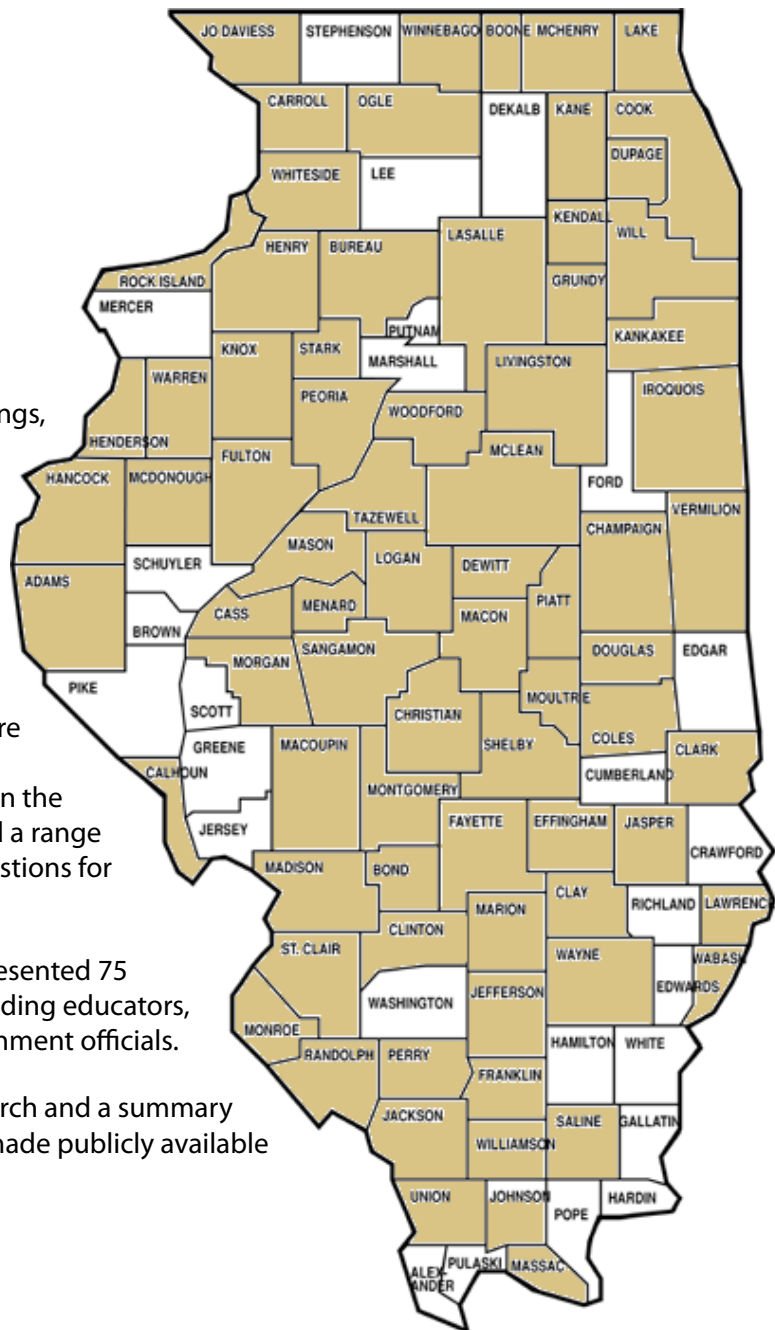 JO DAVIESS STEPHENSON WINNEBAGO BOONE MCHENRY LAKE
CARROLL OGLE DEKALB KANE COOK
DUPAGE
WHITESIDE LEE
KENDALL WILL
LASALLE
HENRY BUREAU
ROCK ISLAND GRUNDY
MERCER
PUTNAM KANKAKEE
KNOX STARK MARSHALL LIVINGSTON
WARREN IROQUOIS
PEORIA
WOODFORD
ngs,
HENDERSON MCLEAN
FULTON
HANCOCK MCDONOUGH FORD
VERMILION
TAZEWELL CHAMPAIGN
MASON
SCHUYLER LOGAN DEWITT
ADAMS
PIATT
CASS MENARD MACON
BROWN
SANGAMON DOUGLAS EDGAR
MORGAN
PIKE
MOULTRIE
SCOTT CHRISTIAN
re
GREENE MACOUPIN SHELBY COLES CLARK
CALHOUN CUMBERLAND
n the
MONTGOMERY
d a range
JERSEY FAYETTE EFFINGHAM JASPER
CRAWFORD
stions for
MADISON BOND
CLAY RICHLAND LAWRENCE
MARION
CLINTON
ST. CLAIR WAYNE WABASH
esented 75
EDWARDS
ding educators,
WASHINGTON JEFFERSON
nment officials.
MONROE
HAMILTON WHITE
RANDOLPH PERRY
FRANKLIN
rch and a summary
JACKSON SALINE GALLATIN
made publicly available
WILLIAMSON
UNION JOHNSON HARDIN
POPE
PULASKI MASSAC
ALEX-
ANDER